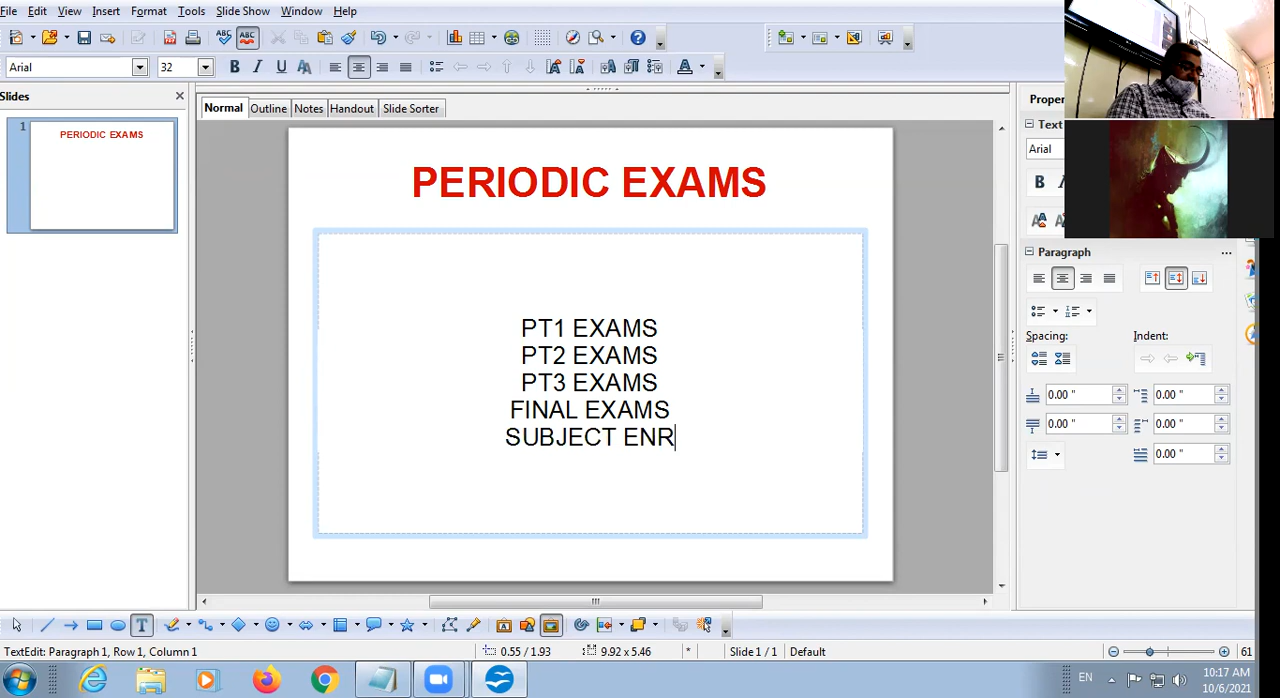 File Edit View Insert Format Tools Slide Show Window Help
Arial 32
Slides
Normal Outline Notes Handout Slide Sorter
1
PERIODIC EXAMS
PERIODIC EXAMS
PT1 EXAMS
PT2 EXAMS
PT3 EXAMS
FINAL EXAMS
SUBJECT ENR
Proper
Text
Arial
Paragraph
Spacing: Indent:
0.00 " 0.00 "
0.00 " 0.00 "
0.00 "
TextEdit: Paragraph 1, Row 1, Column 1 0.55 / 1.93 9.92 x 5.46 * Slide 1 / 1 Default 61
EN 10:17 AM
10/6/2021